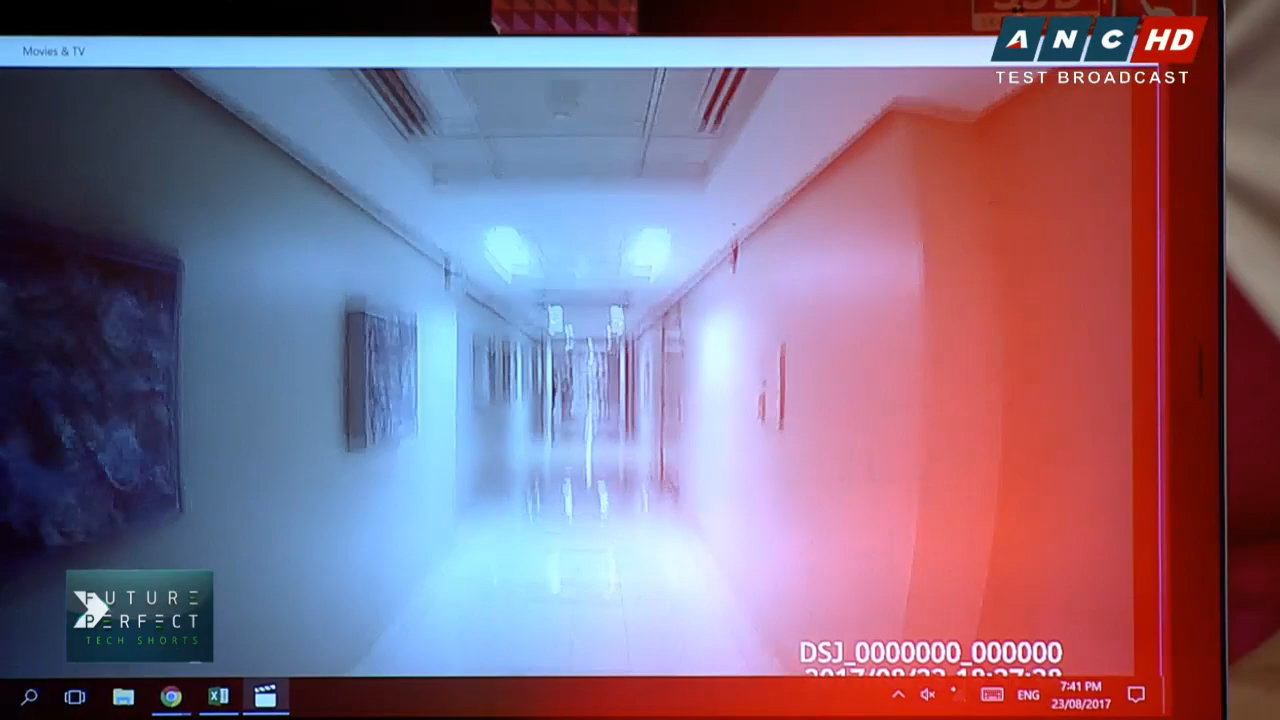 Movies & TV
ANC HD
TEST BROADCAST
FUTURE
PERFECT
TECH SHORTS
DSJ_0000000_000000
ENG
7:41 PM
23/08/2017